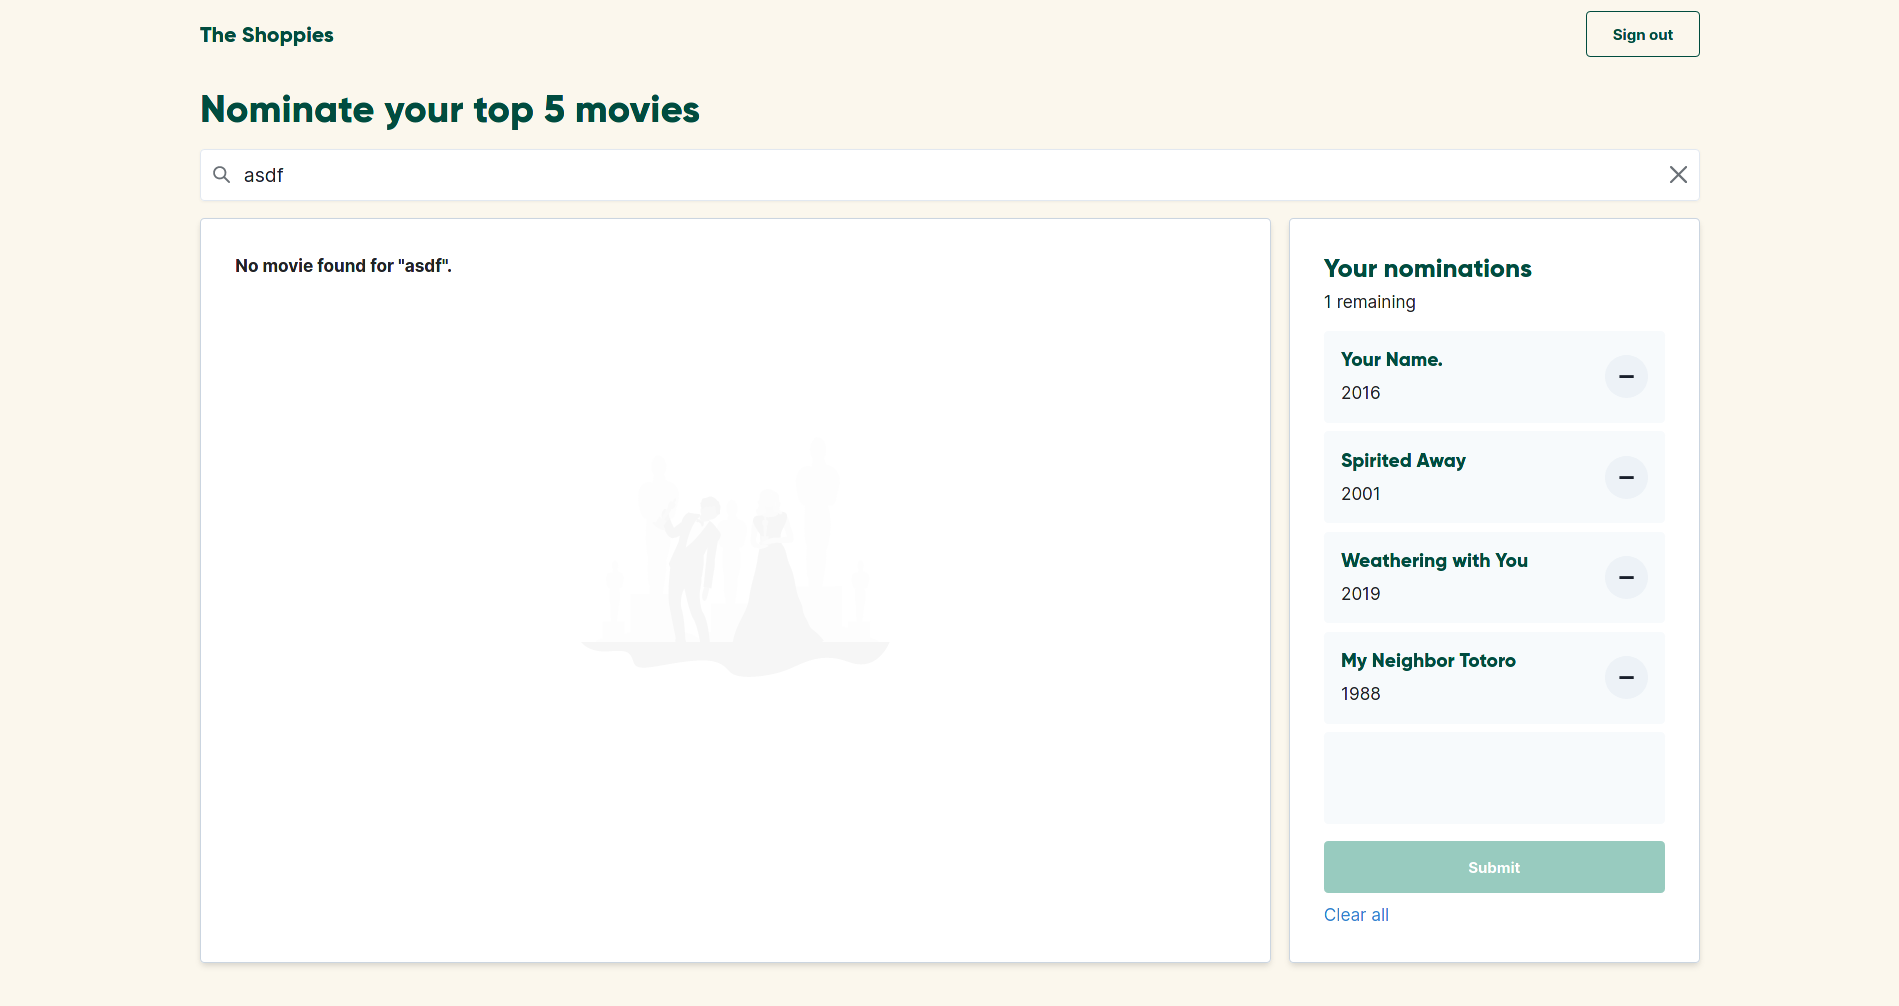 The Shoppies
Sign out
Nominate your top 5 movies
asdf
No movie found for "asdf".
Your nominations
1 remaining
Your Name.
2016
Spirited Away
2001
Weathering with You
2019
My Neighbor Totoro
1988
Submit
Clear all